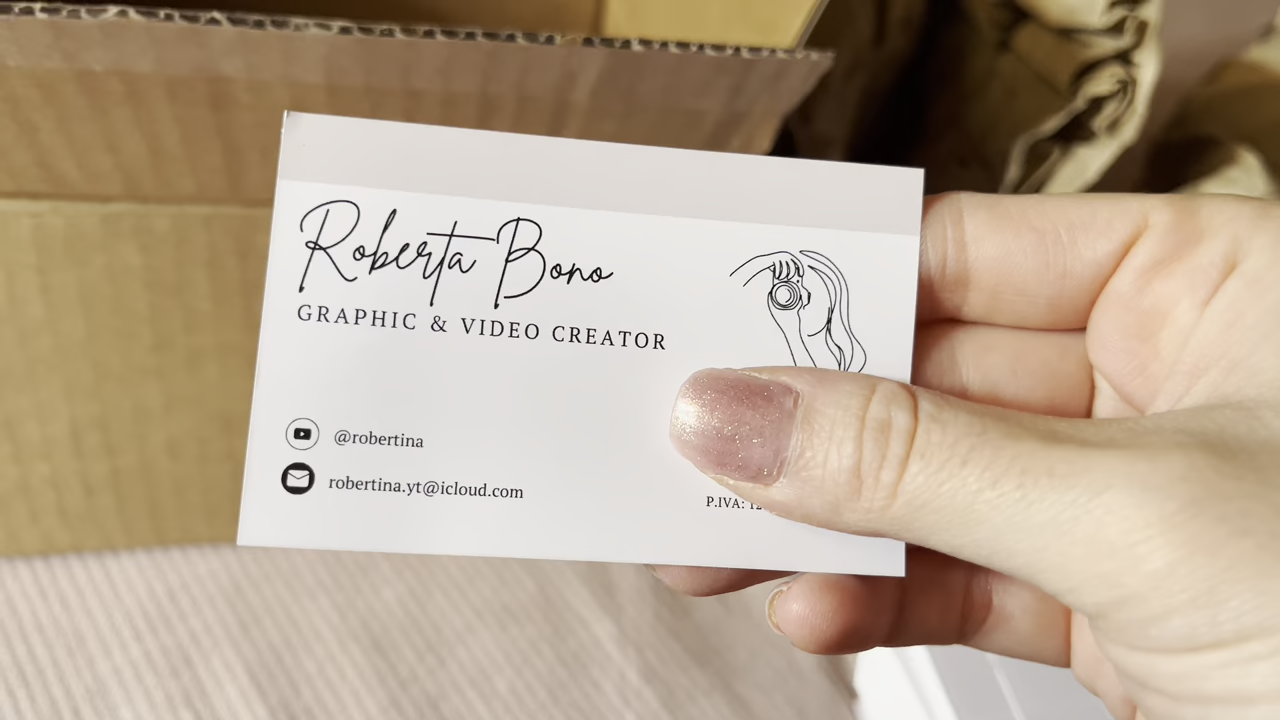 Roberta Bono
GRAPHIC & VIDEO CREATOR
@robertina
robertina.yt@icloud.com
P.IVA: